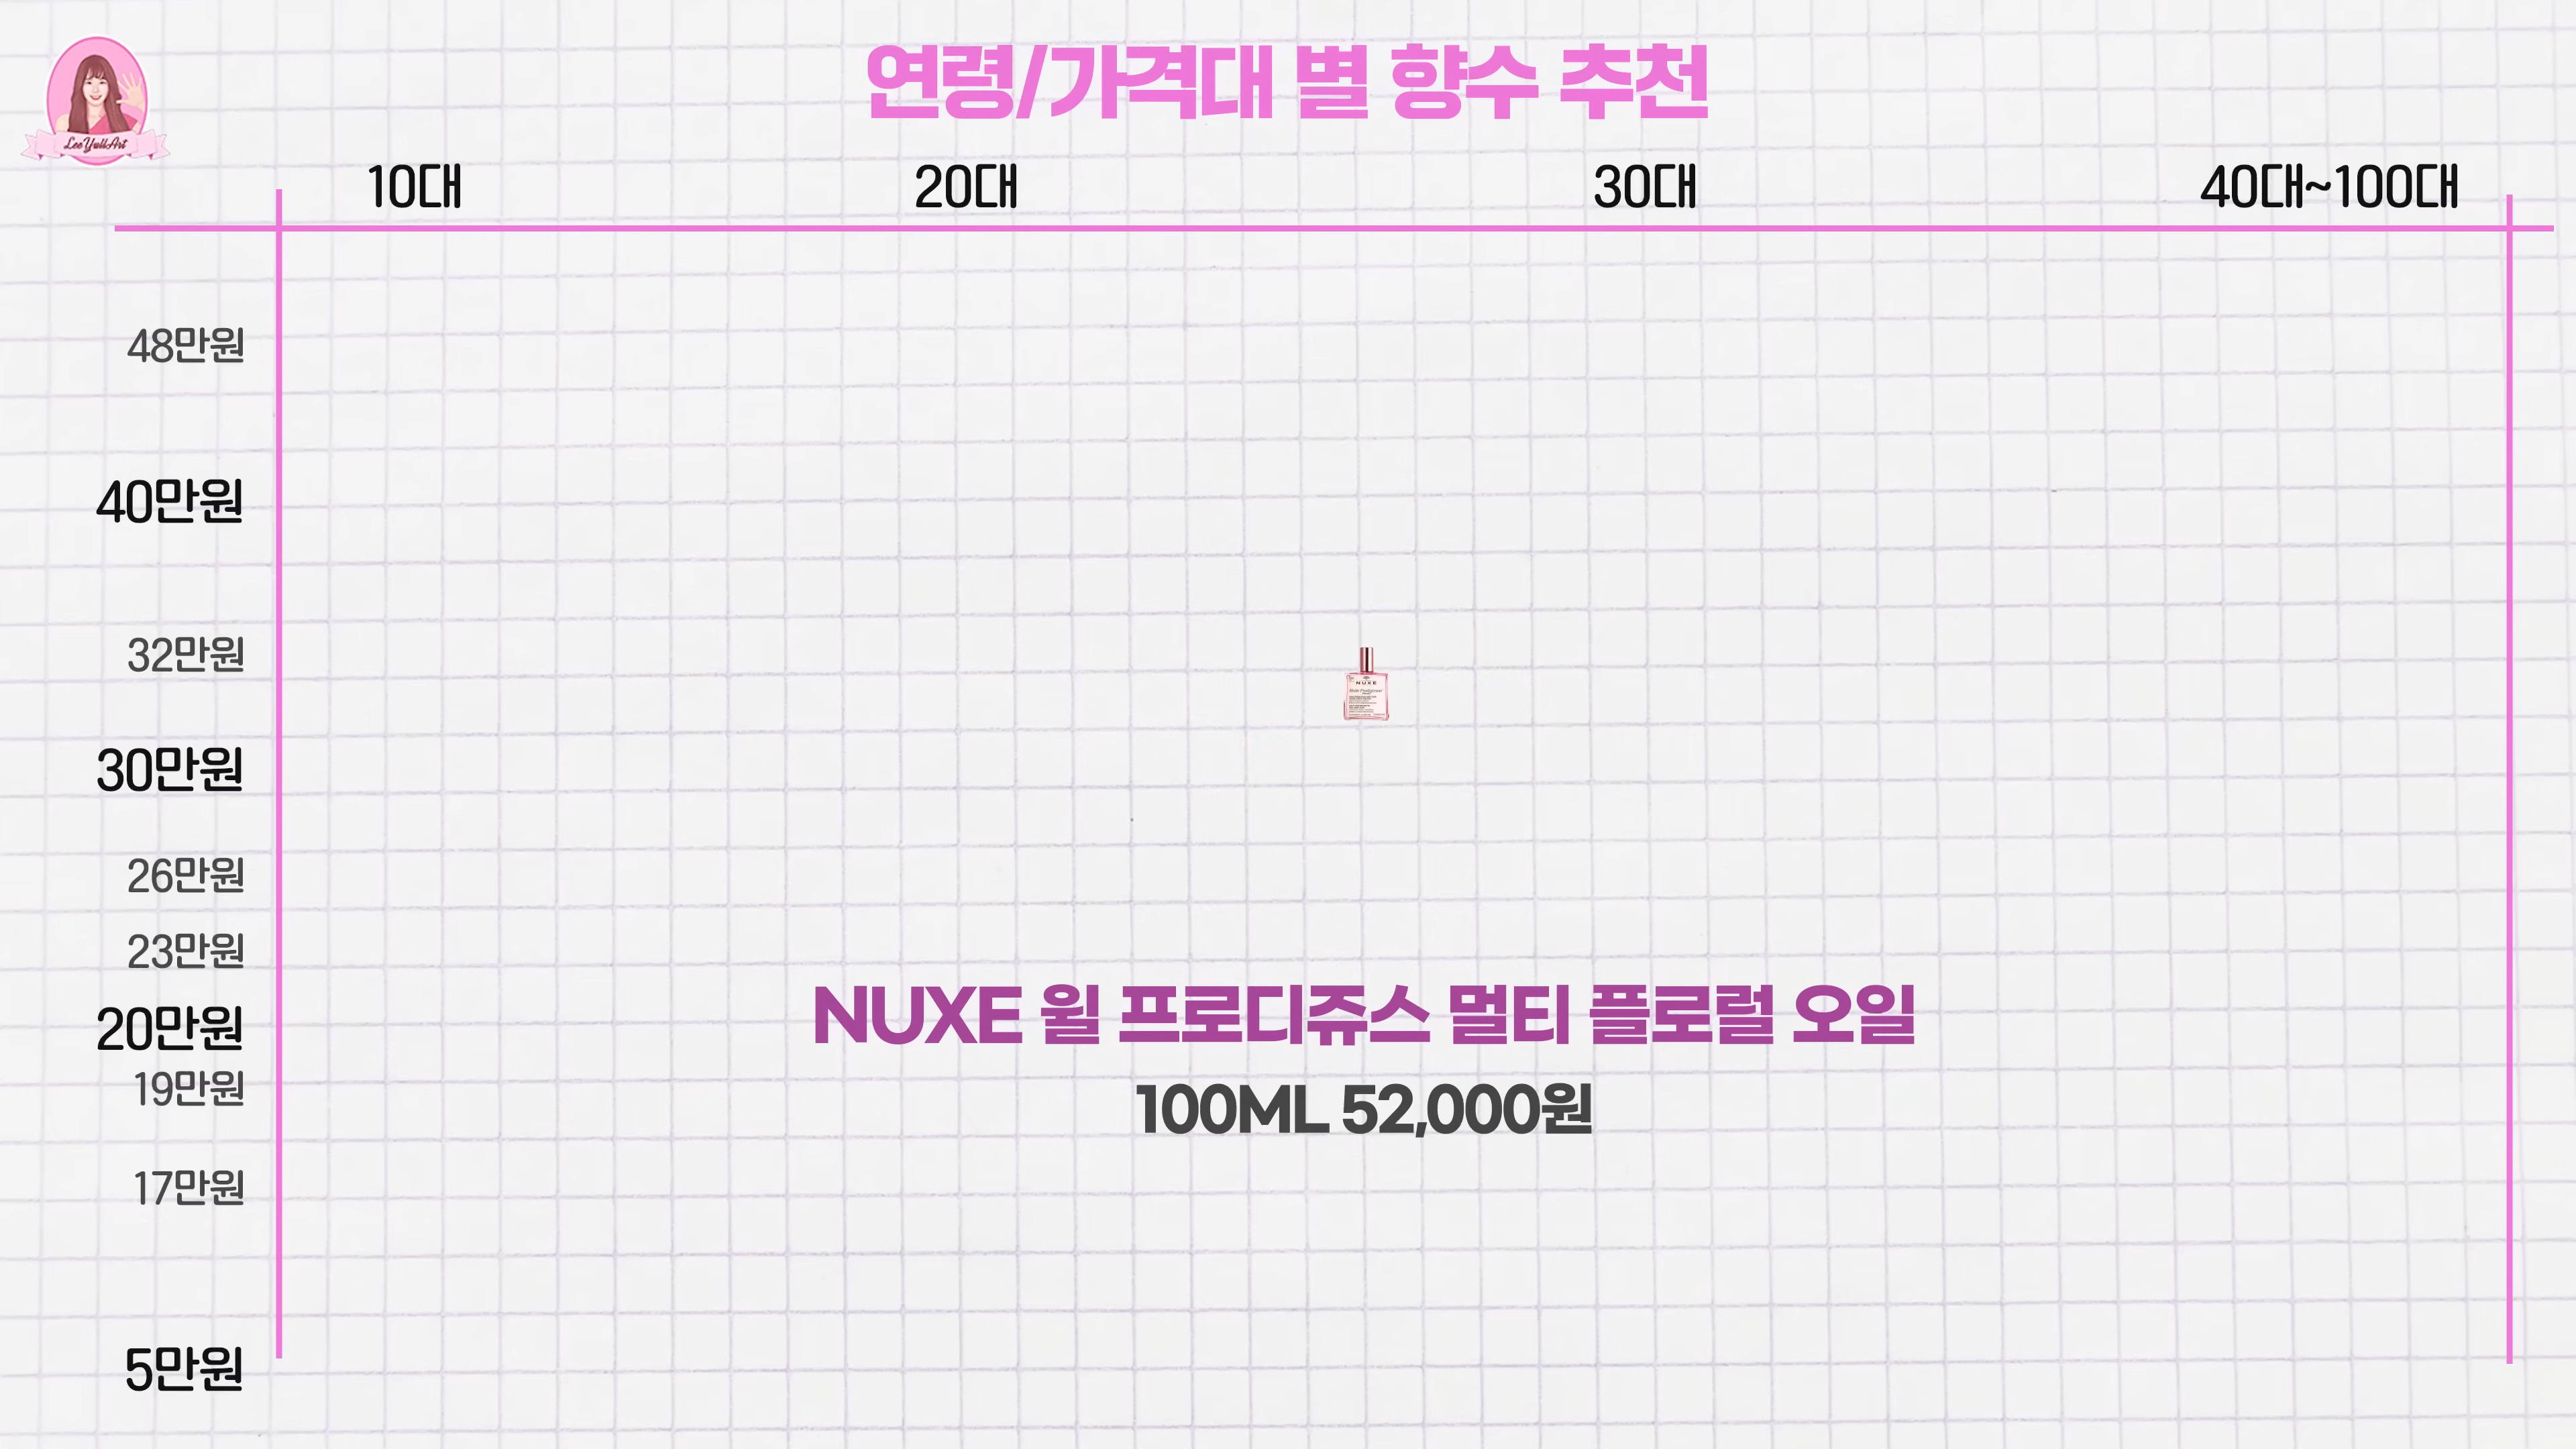 연령/가격대 별 향수 추천
LeeYuliArt
10대 20대 30대 40대~100대
48만원
40만원
32만원
NUXE
30만원
26만원
23만원
NUXE 윌 프로디쥬스 멀티 플로럴 오일
20만원
19만원
100ML 52,000원
17만원
5만원